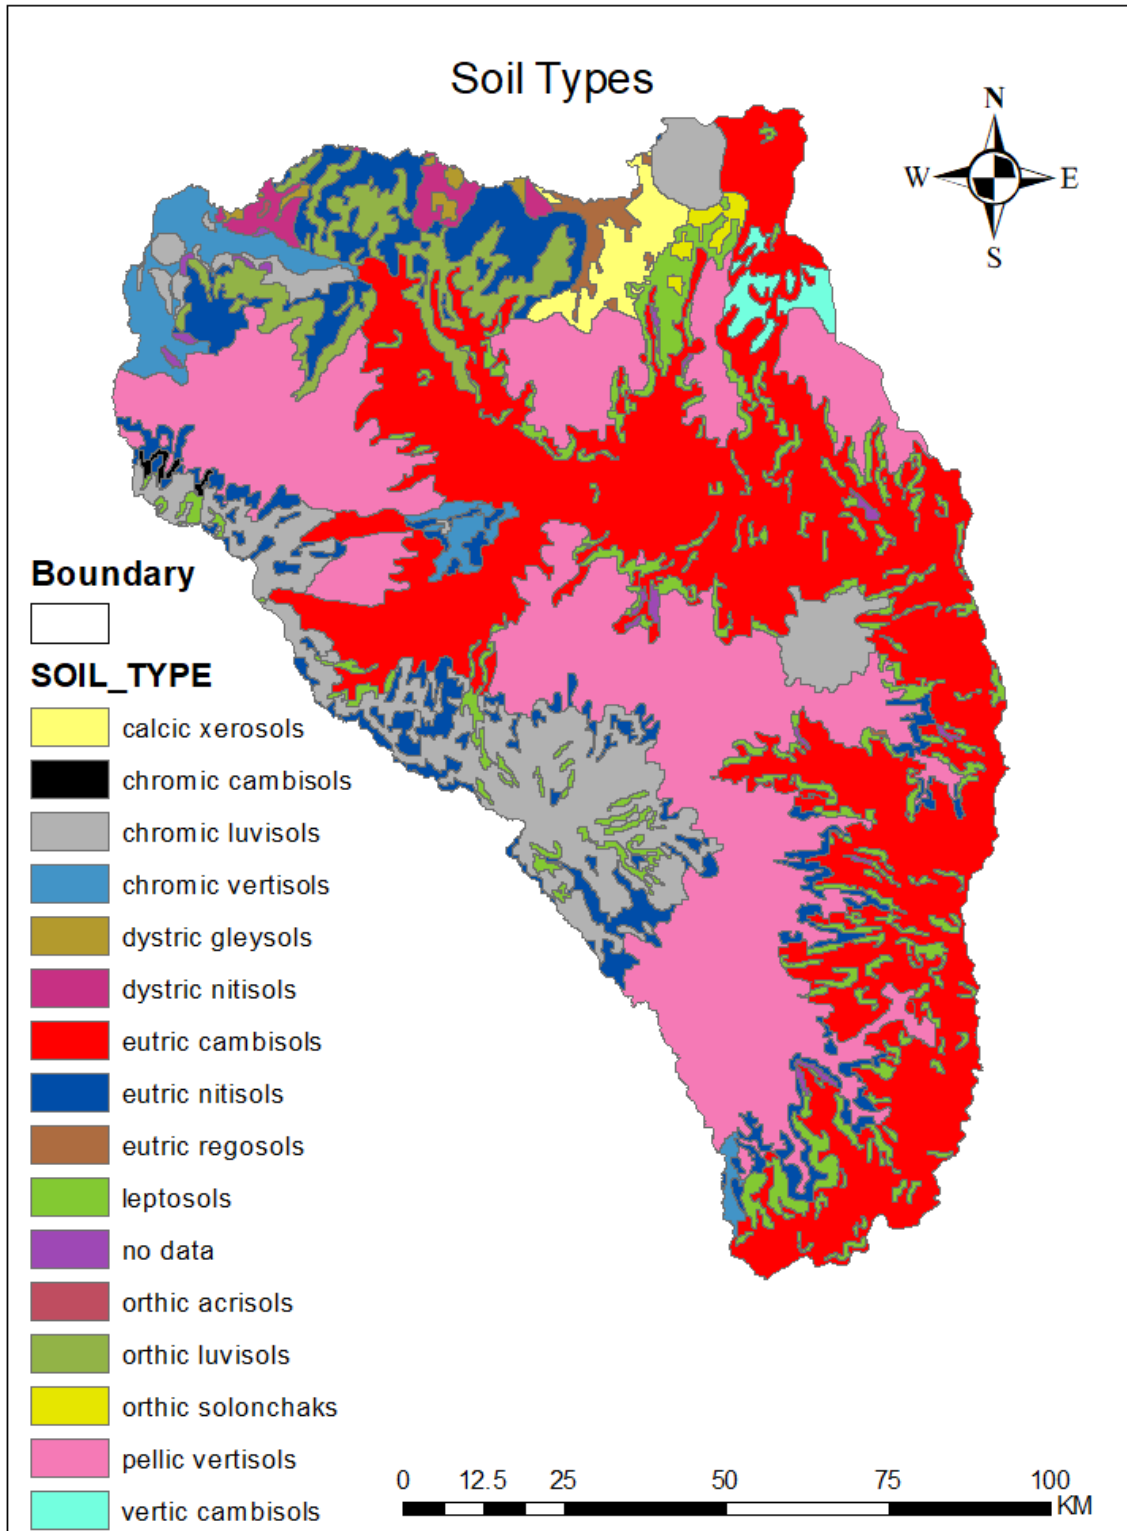 Soil Types
N
W E
S
Boundary
SOIL_TYPE
calcic xerosols
chromic cambisols
chromic luvisols
chromic vertisols
dystric gleysols
dystric nitisols
eutric cambisols
eutric nitisols
eutric regosols
leptosols
no data
orthic acrisols
orthic luvisols
orthic solonchaks
pellic vertisols
vertic cambisols
0 12.5 25 50 75 100
KM